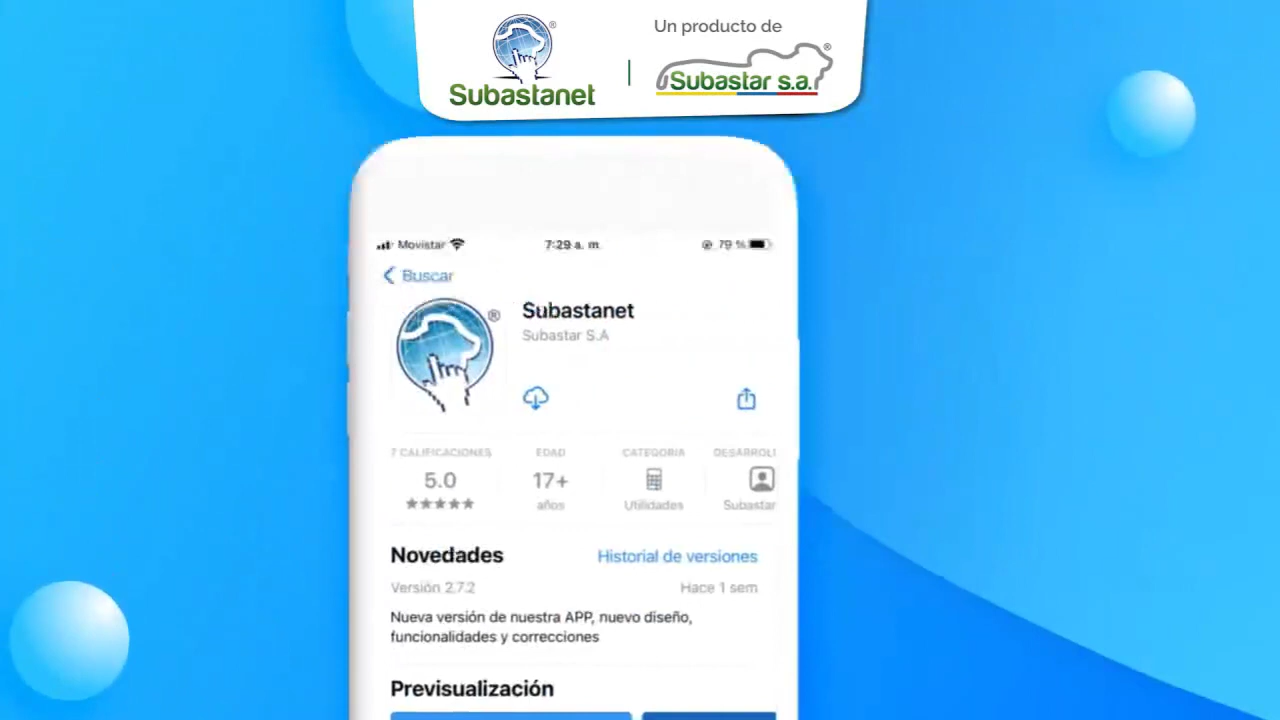 Subastanet
®
Un producto de
Subastar s.a.
®
Movistar
7:29 a. m.
79 %
Buscar
®
Subastanet
Subastar S.A
7 CALIFICACIONES
EDAD
CATEGORÍA
DESARROLL
5.0
17+
años
Utilidades
Subastar
Novedades
Historial de versiones
Versión 2.7.2
Hace 1 sem
Nueva versión de nuestra APP, nuevo diseño,
funcionalidades y correcciones
Previsualización